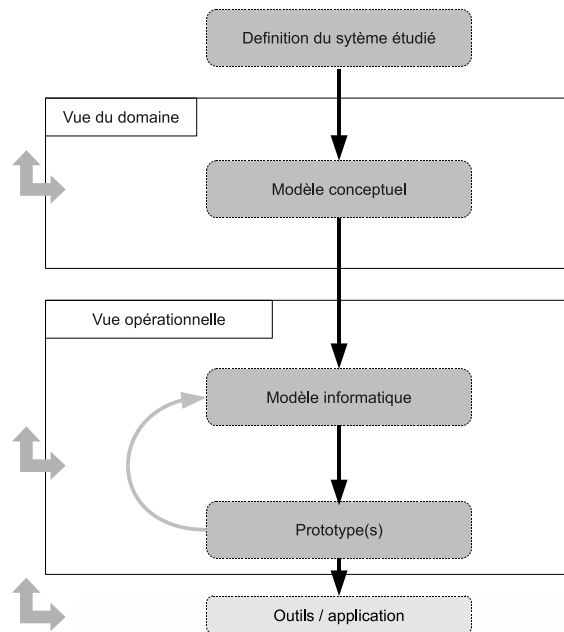 Definition du sytème étudié
Vue du domaine
Modèle conceptuel
Vue opérationnelle
Modèle informatique
Prototype(s)
Outils / application